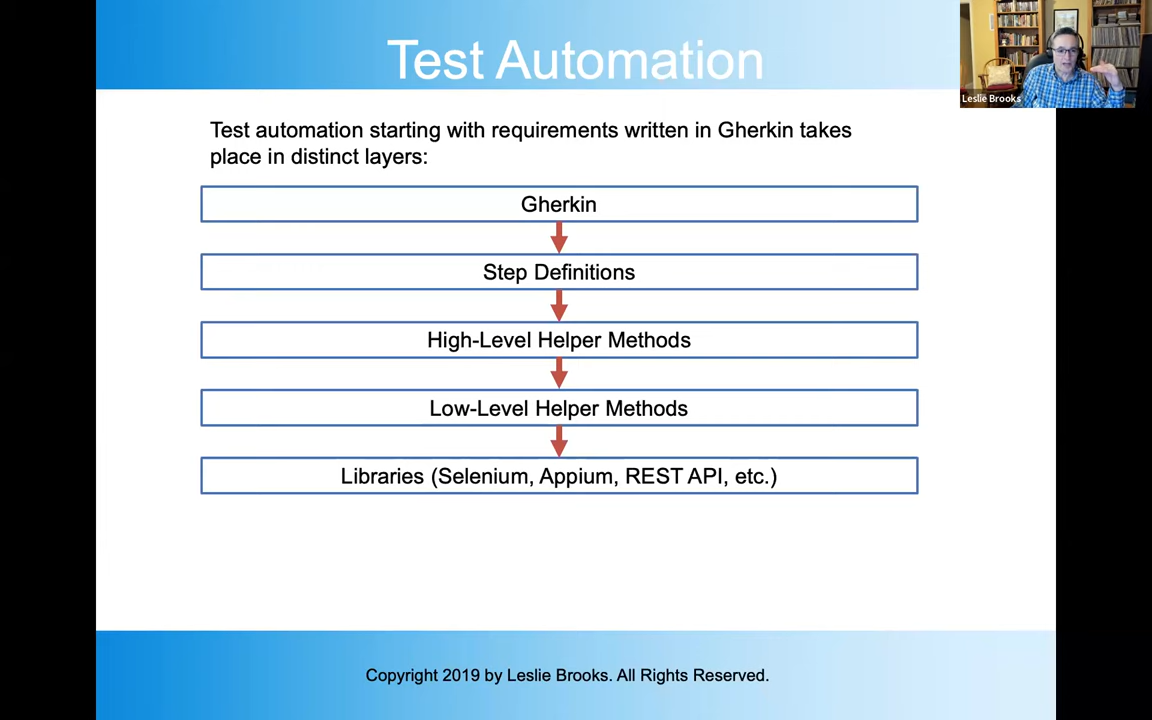 Test Automation
Leslie Brooks
Test automation starting with requirements written in Gherkin takes
place in distinct layers:
Gherkin
Step Definitions
High-Level Helper Methods
Low-Level Helper Methods
Libraries (Selenium, Appium, REST API, etc.)
Copyright 2019 by Leslie Brooks. All Rights Reserved.